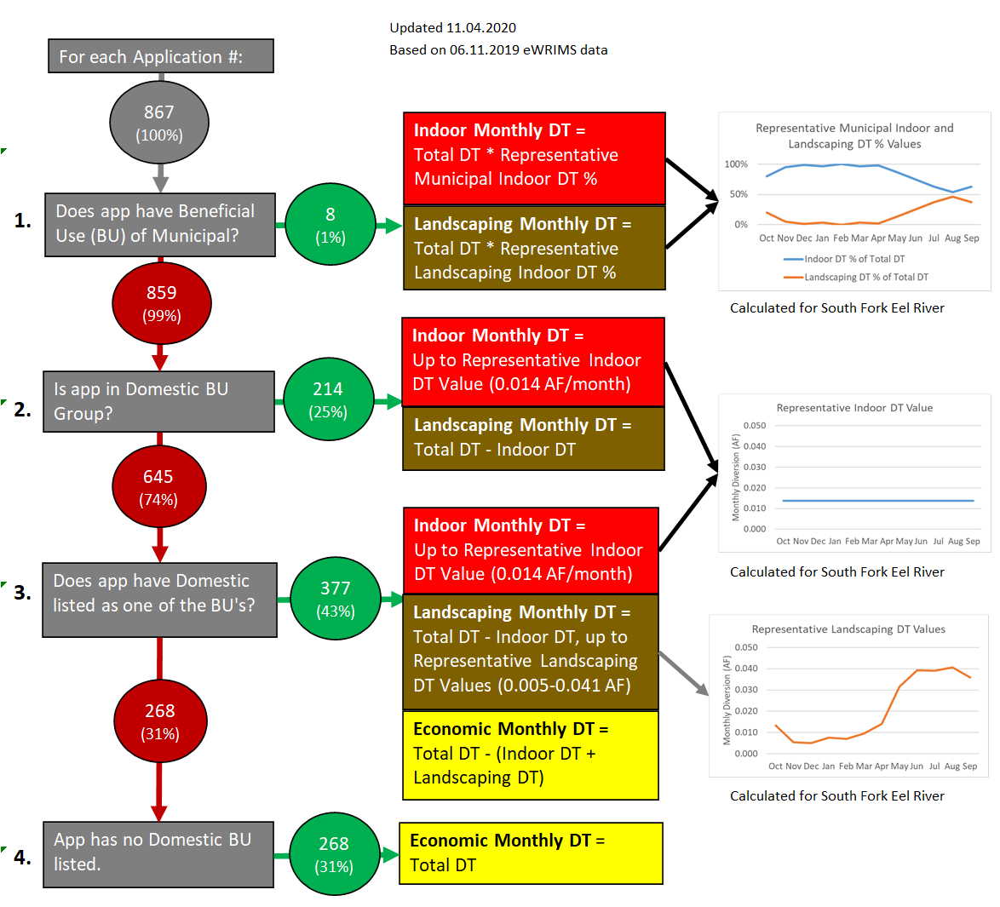 Updated 11.04.2020
Based on 06.11.2019 eWRIMS data
For each Application #:
867
(100%)
1.
Does app have Beneficial
Use (BU) of Municipal?
8
(1%)
Indoor Monthly DT =
Total DT * Representative
Municipal Indoor DT %
Landscaping Monthly DT =
Total DT * Representative
Landscaping Indoor DT %
Representative Municipal Indoor and
Landscaping DT % Values
100%
50%
0%
Oct Nov Dec Jan Feb Mar Apr May Jun Jul Aug Sep
Indoor DT % of Total DT
Landscaping DT % of Total DT
Calculated for South Fork Eel River
859
(99%)
2.
Is app in Domestic BU
Group?
214
(25%)
Indoor Monthly DT =
Up to Representative Indoor
DT Value (0.014 AF/month)
Landscaping Monthly DT =
Total DT - Indoor DT
Representative Indoor DT Value
Monthly Diversion (AF)
0.050
0.040
0.030
0.020
0.010
0.000
Oct Nov Dec Jan Feb Mar Apr May Jun Jul Aug Sep
Calculated for South Fork Eel River
645
(74%)
3.
Does app have Domestic
listed as one of the BU's?
377
(43%)
Indoor Monthly DT =
Up to Representative Indoor
DT Value (0.014 AF/month)
Landscaping Monthly DT =
Total DT - Indoor DT, up to
Representative Landscaping
DT Values (0.005-0.041 AF)
Economic Monthly DT =
Total DT - (Indoor DT +
Landscaping DT)
Representative Landscaping DT Values
Monthly Diversion (AF)
0.050
0.040
0.030
0.020
0.010
0.000
Oct Nov Dec Jan Feb Mar Apr May Jun Jul Aug Sep
Calculated for South Fork Eel River
268
(31%)
4.
App has no Domestic BU
listed.
268
(31%)
Economic Monthly DT =
Total DT